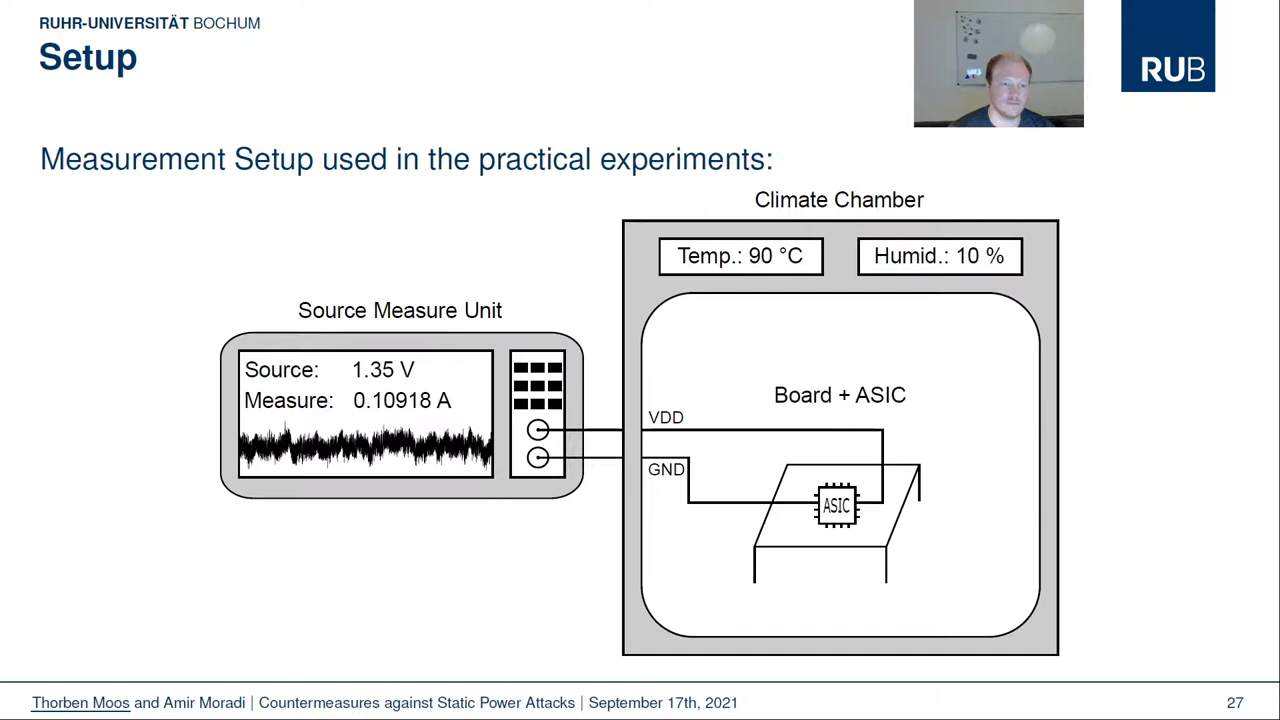 RUHR-UNIVERSITÄT BOCHUM
Setup
RUB
Measurement Setup used in the practical experiments:
Climate Chamber
Temp.: 90 °C
Humid.: 10 %
Source Measure Unit
Source: 1.35 V
Measure: 0.10918 A
Board + ASIC
VDD
GND
ASIC
Thorben Moos and Amir Moradi | Countermeasures against Static Power Attacks | September 17th, 2021
27